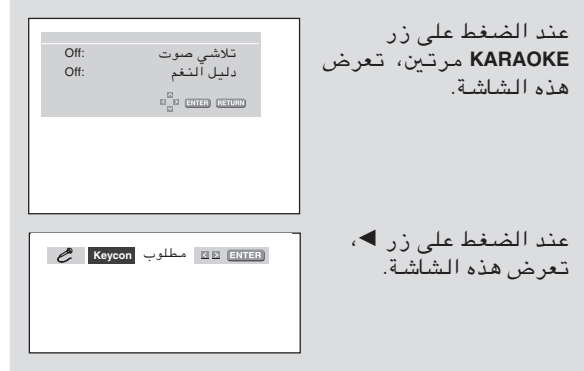 عند الضغط على زر
KARAOKE مرتين، تعرض
هذه الشاشة.
تلاشي صوت :Off
دليل النغم :Off
ENTER RETURN
عند الضغط على زر ◄،
تعرض هذه الشاشة.
ENTER مطلوب Keycon